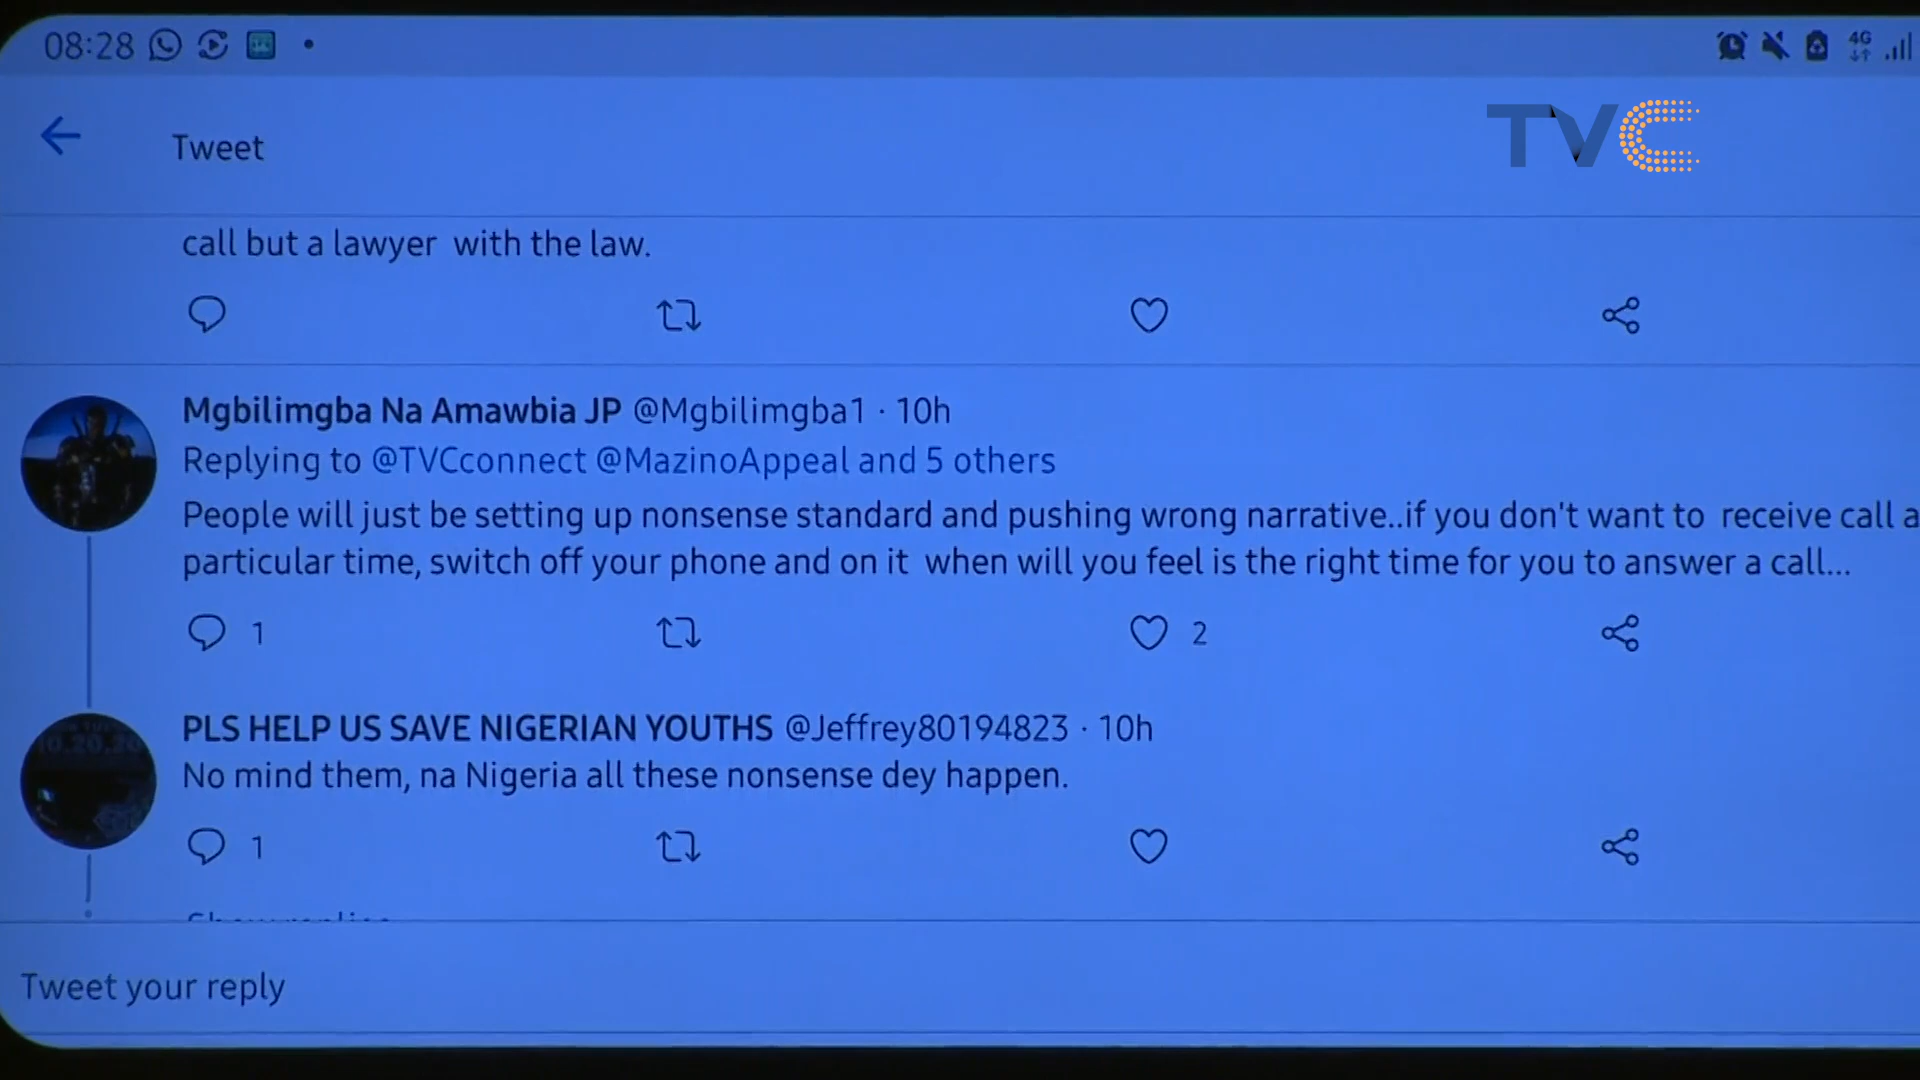 08:28
4G
TVC
Tweet
call but a lawyer with the law.
Mgbilimgba Na Amawbia JP @Mgbilimgba1 · 10h
Replying to @TVCconnect @MazinoAppeal and 5 others
People will just be setting up nonsense standard and pushing wrong narrative..if you don't want to receive call a
particular time, switch off your phone and on it when will you feel is the right time for you to answer a call...
1
2
PLS HELP US SAVE NIGERIAN YOUTHS @Jeffrey80194823 · 10h
No mind them, na Nigeria all these nonsense dey happen.
1
Tweet your reply